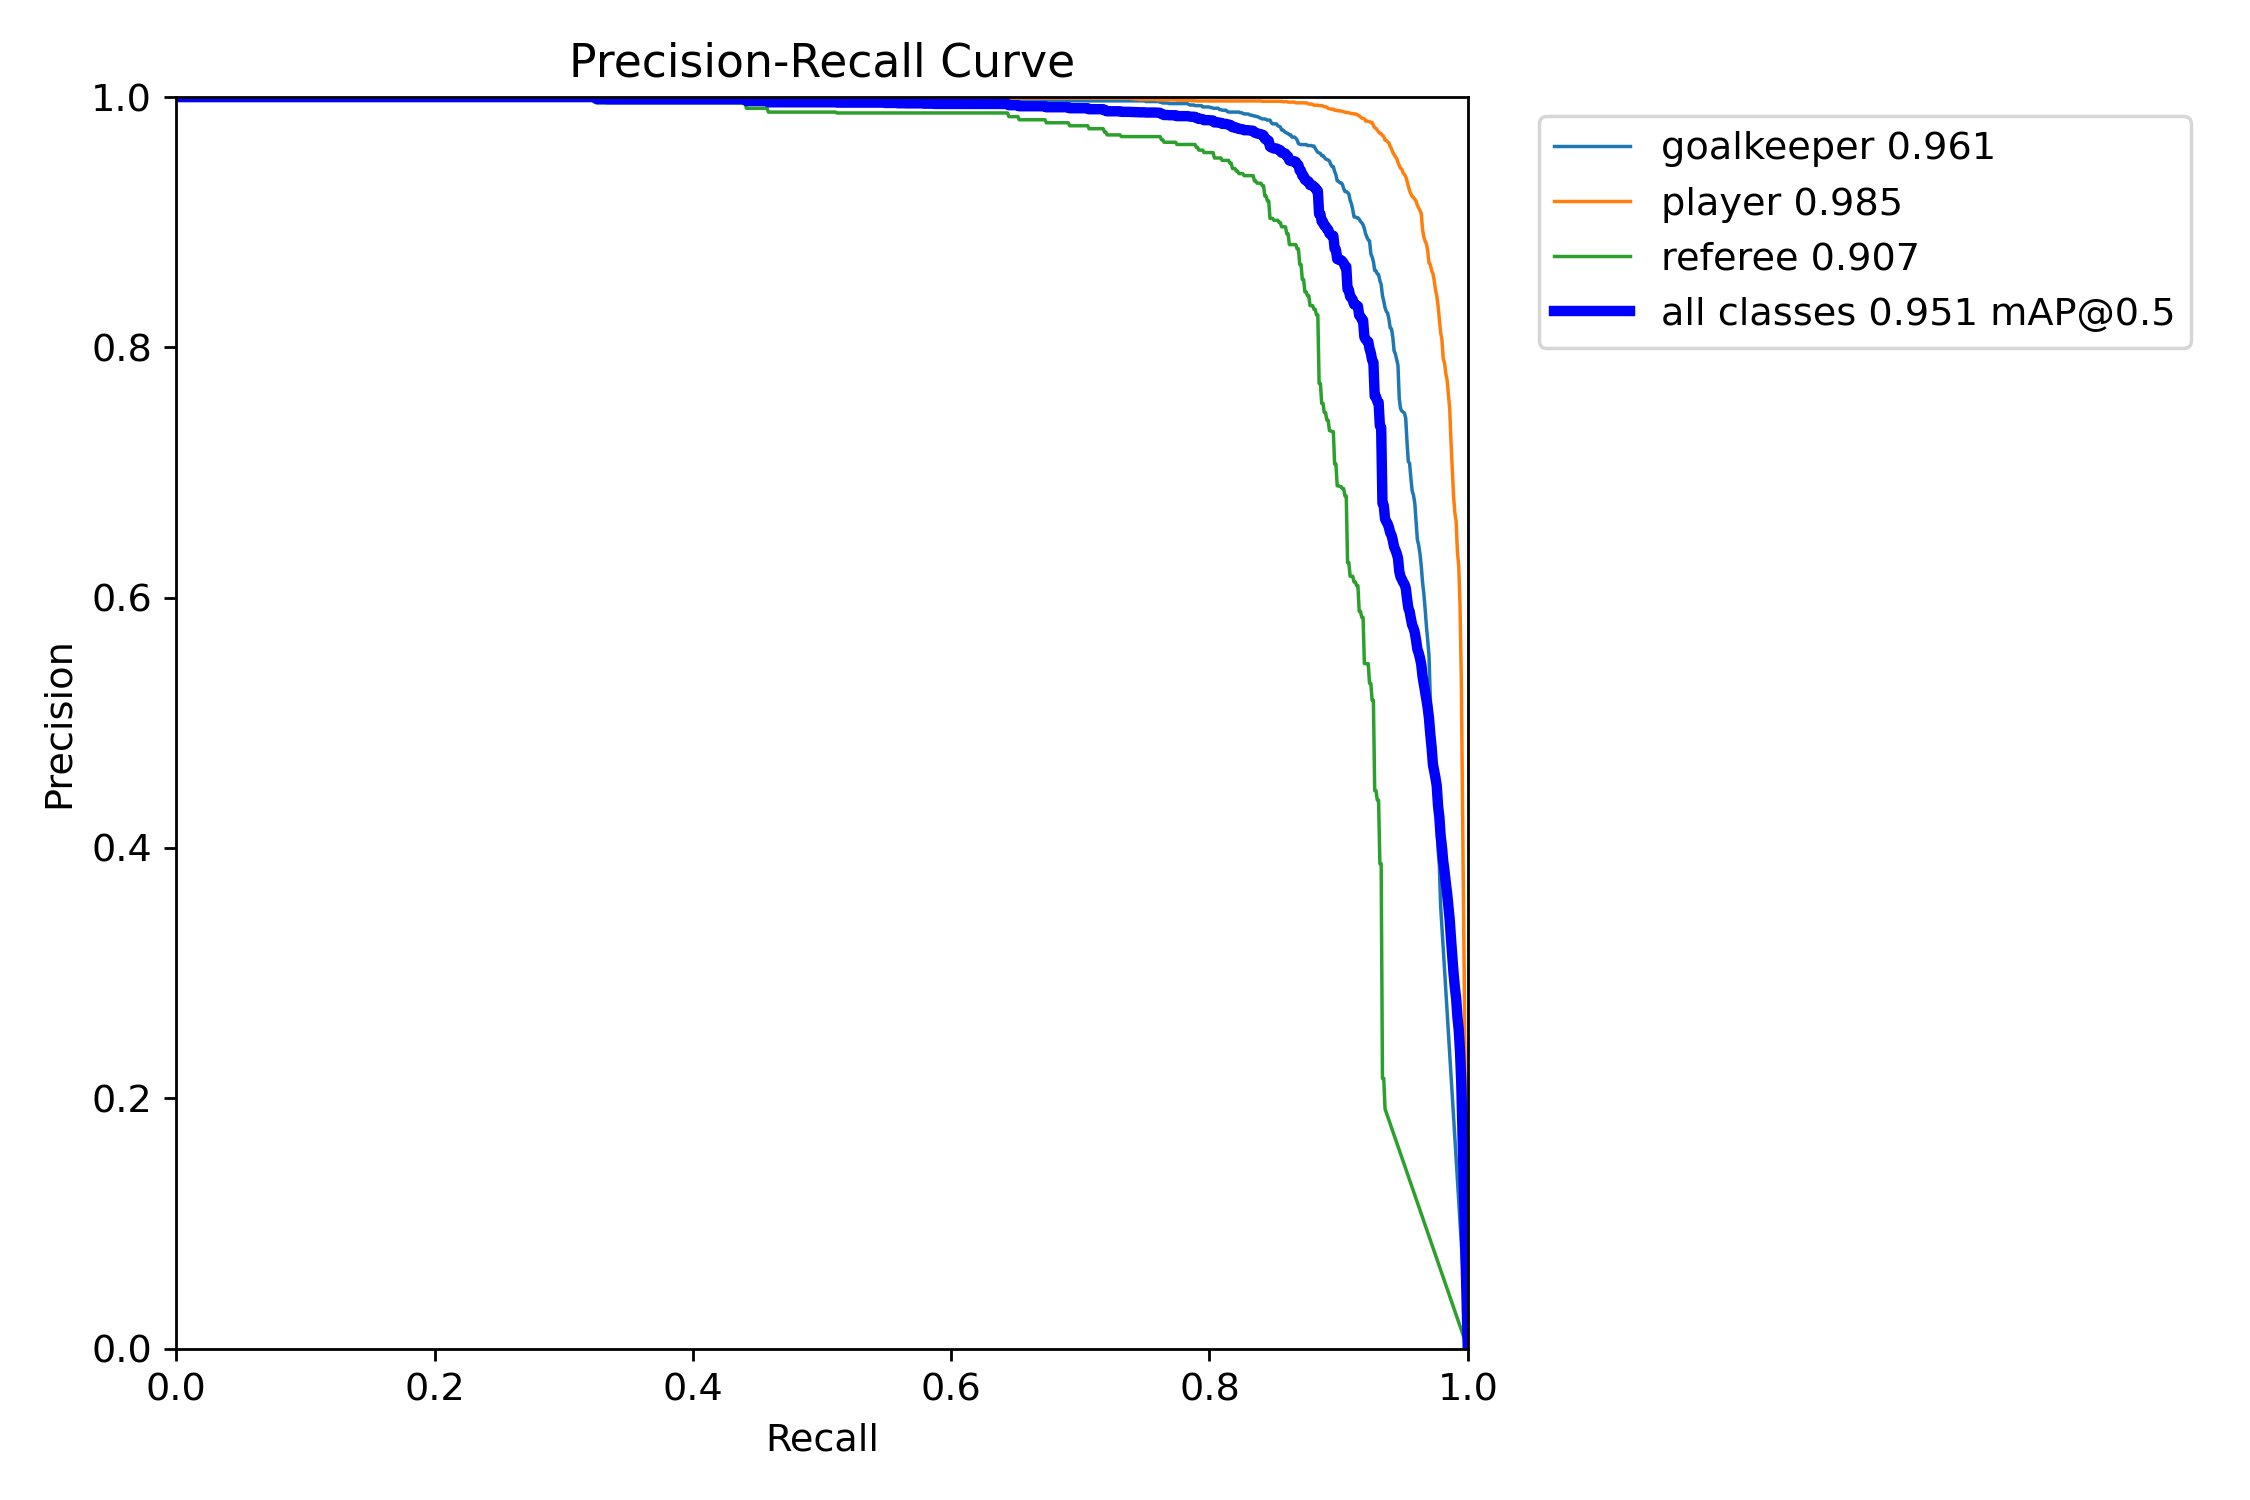 Precision-Recall Curve
1.0
0.8
0.6
0.4
0.2
0.0
Precision
0.0 0.2 0.4 0.6 0.8 1.0
Recall
goalkeeper 0.961
player 0.985
referee 0.907
all classes 0.951 mAP@0.5